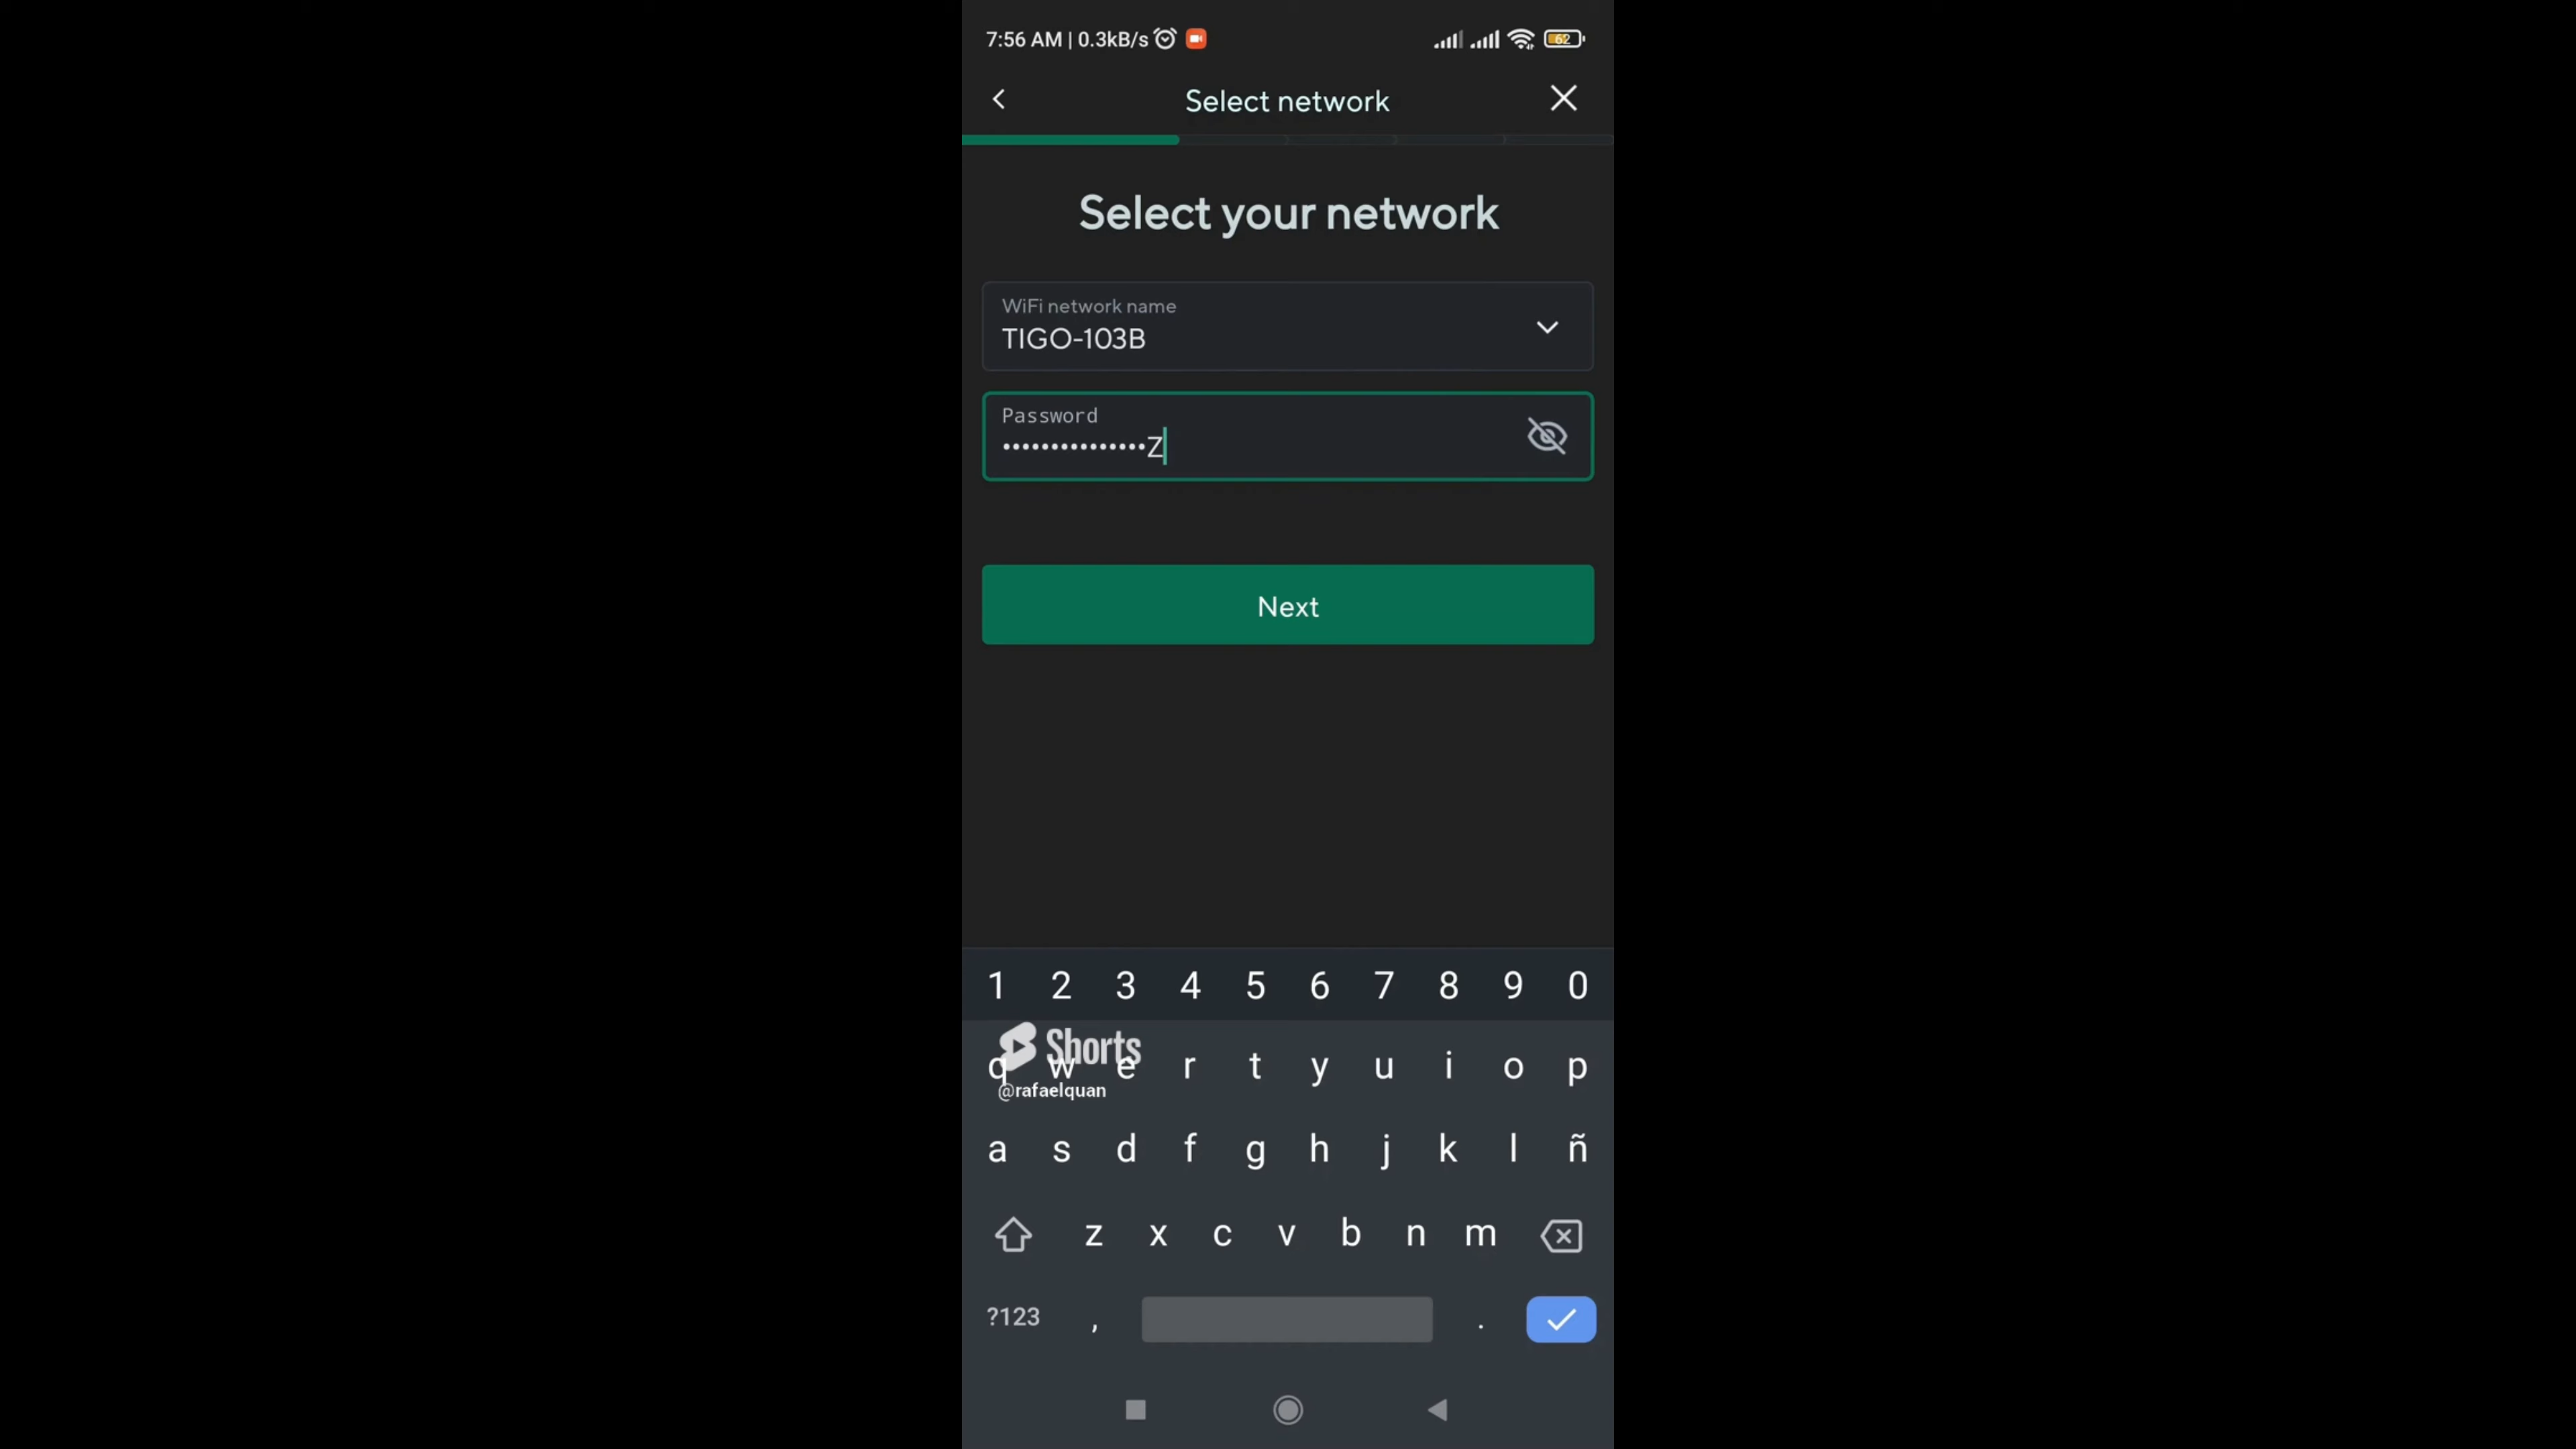 7:56 AM | 0.3kB/s
62
Select network
Select your network
WiFi network name
TIGO-103B
Password
•••••••••••••••Z
Next
1 2 3 4 5 6 7 8 9 0
Shorts
q w e r t y u i o p
@rafaelquan
a s d f g h j k l ñ
z x c v b n m
?123 , .